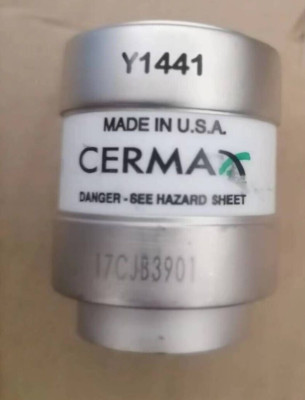 Y1441
MADE IN U.S.A.
CERMAX
DANGER - SEE HAZARD SHEET
17CJB3901